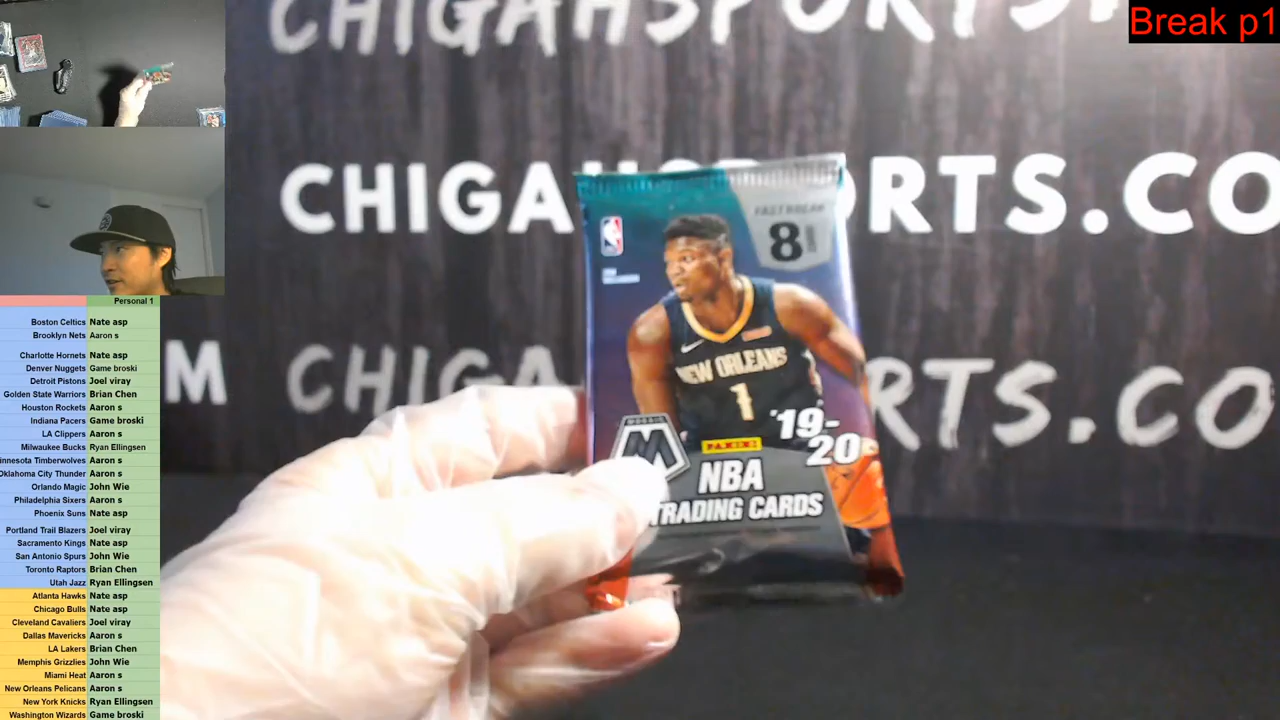 Break p1
CHIGAHSPORTS.COM
CHIGA RTS.CO
M CHIGAH RTS.CO
FAST BREAK
8
MOSAIC
M
PANINI
'19-
20
NBA
TRADING CARDS
NEW ORLEANS
1
Personal 1
Boston Celtics Nate asp
Brooklyn Nets Aaron s
Charlotte Hornets Nate asp
Denver Nuggets Game broski
Detroit Pistons Joel viray
Golden State Warriors Brian Chen
Houston Rockets Aaron s
Indiana Pacers Game broski
LA Clippers Aaron s
Milwaukee Bucks Ryan Ellingsen
nnesota Timberwolves Aaron s
Oklahoma City Thunder Aaron s
Orlando Magic John Wie
Philadelphia Sixers Aaron s
Phoenix Suns Nate asp
Portland Trail Blazers Joel viray
Sacramento Kings Nate asp
San Antonio Spurs John Wie
Toronto Raptors Brian Chen
Utah Jazz Ryan Ellingsen
Atlanta Hawks Nate asp
Chicago Bulls Nate asp
Cleveland Cavaliers Joel viray
Dallas Mavericks Aaron s
LA Lakers Brian Chen
Memphis Grizzlies John Wie
Miami Heat Aaron s
New Orleans Pelicans Aaron s
New York Knicks Ryan Ellingsen
Washington Wizards Game broski